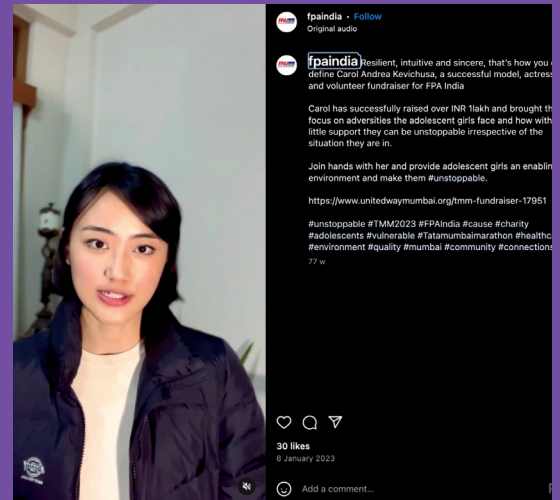 fpaindia • Follow
Original audio
fpaindia Resilient, intuitive and sincere, that's how you
define Carol Andrea Kevichusa, a successful model, actress
and volunteer fundraiser for FPA India
Carol has successfully raised over INR 1lakh and brought th
focus on adversities the adolescent girls face and how with
little support they can be unstoppable irrespective of the
situation they are in.
Join hands with her and provide adolescent girls an enablin
environment and make them #unstoppable.
https://www.unitedwaymumbai.org/tmm-fundraiser-17951
#unstoppable #TMM2023 #FPAIndia #cause #charity
#adolescents #vulnerable #Tatamumbaimarathon #healthc
#environment #quality #mumbai #community #connections
77 w
30 likes
8 January 2023
Add a comment...